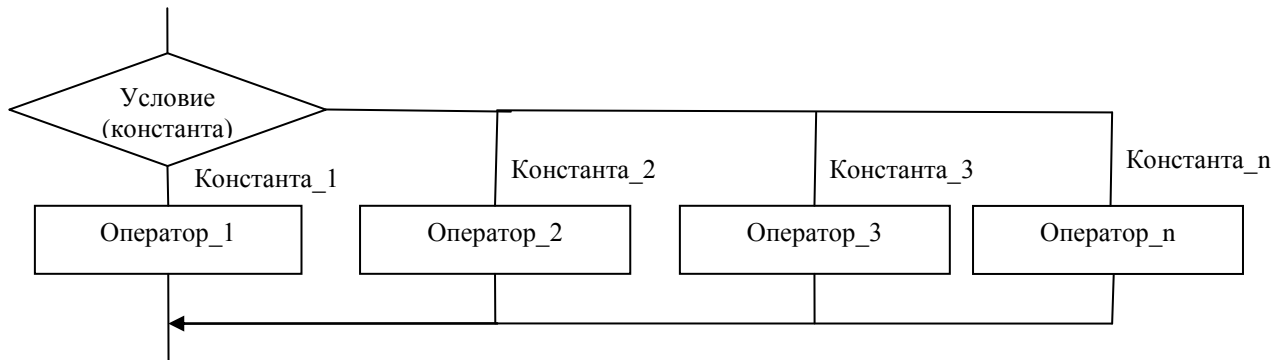 Условие
(константа)
Константа_1
Константа_2
Константа_3
Константа_n
Оператор_1
Оператор_2
Оператор_3
Оператор_n